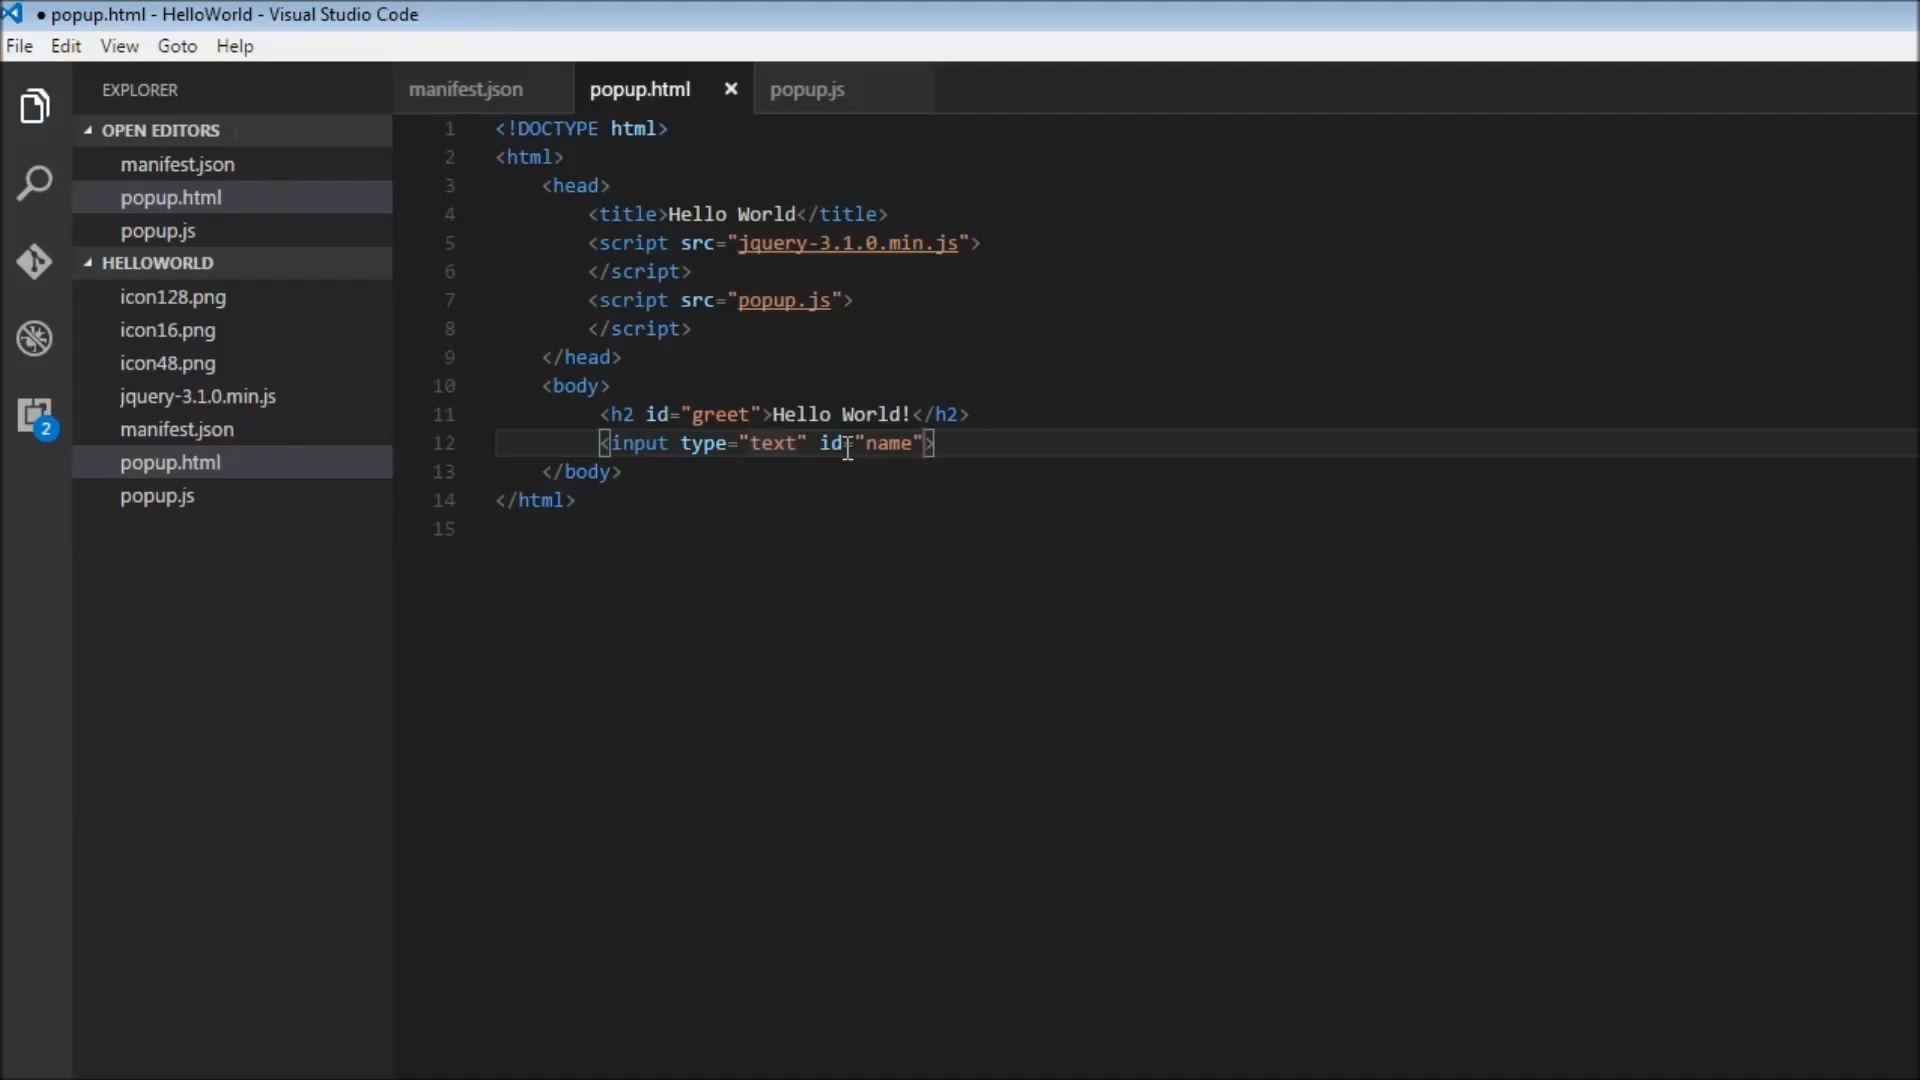 ● popup.html - HelloWorld - Visual Studio Code
File Edit View Goto Help
EXPLORER
OPEN EDITORS
manifest.json
popup.html
popup.js
HELLOWORLD
icon128.png
icon16.png
icon48.png
jquery-3.1.0.min.js
manifest.json
popup.html
popup.js
2
manifest.json popup.html × popup.js
1 <!DOCTYPE html>
2 <html>
3 <head>
4 <title>Hello World</title>
5 <script src="jquery-3.1.0.min.js">
6 </script>
7 <script src="popup.js">
8 </script>
9 </head>
10 <body>
11 <h2 id="greet">Hello World!</h2>
12 <input type="text" id="name">
13 </body>
14 </html>
15